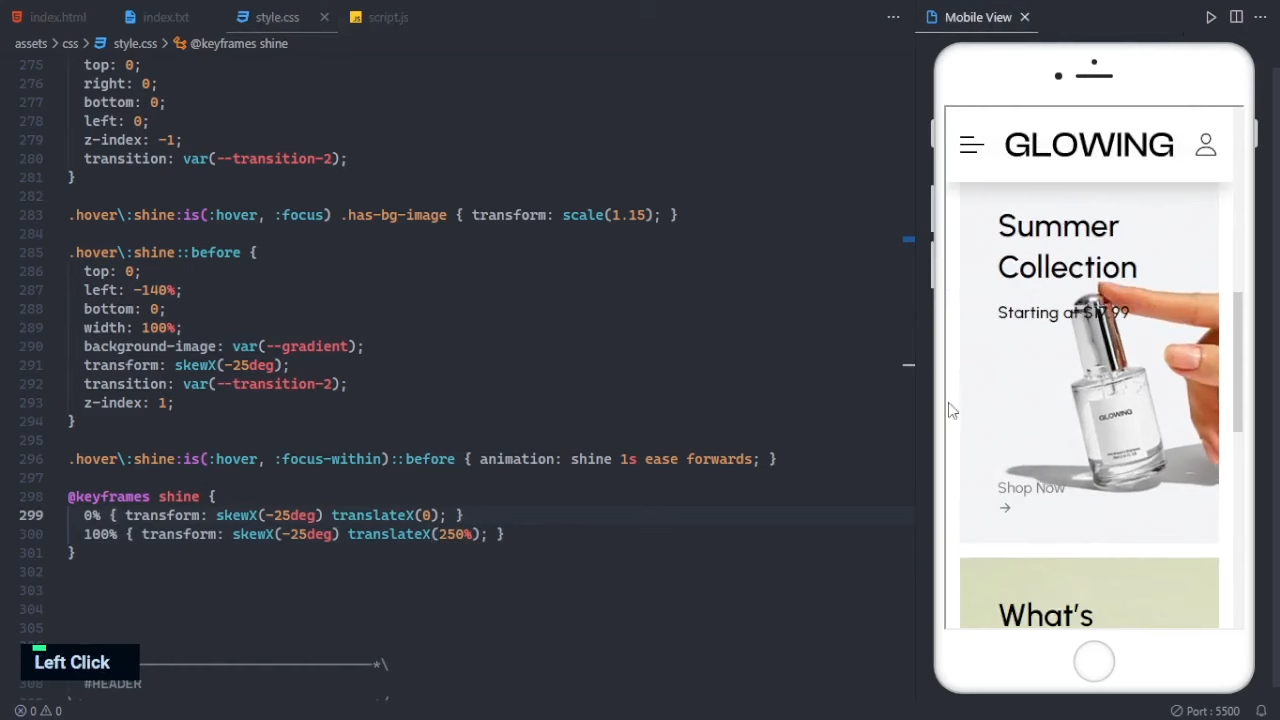 index.html index.txt style.css script.js
assets > css > style.css > @keyframes shine
275 top: 0;
276 right: 0;
277 bottom: 0;
278 left: 0;
279 z-index: -1;
280 transition: var(--transition-2);
281 }
282
283 .hover\:shine:is(:hover, :focus) .has-bg-image { transform: scale(1.15); }
284
285 .hover\:shine::before {
286 top: 0;
287 left: -140%;
288 bottom: 0;
289 width: 100%;
290 background-image: var(--gradient);
291 transform: skewX(-25deg);
292 transition: var(--transition-2);
293 z-index: 1;
294 }
295
296 .hover\:shine:is(:hover, :focus-within)::before { animation: shine 1s ease forwards; }
297
298 @keyframes shine {
299 0% { transform: skewX(-25deg) translateX(0); }
300 100% { transform: skewX(-25deg) translateX(250%); }
301 }
302
303
304
305
Left Click
*\
308 #HEADER
0 0
Mobile View
GLOWING
Summer
Collection
Starting at $17.99
GLOWING
Shop Now
→
What's
Port : 5500